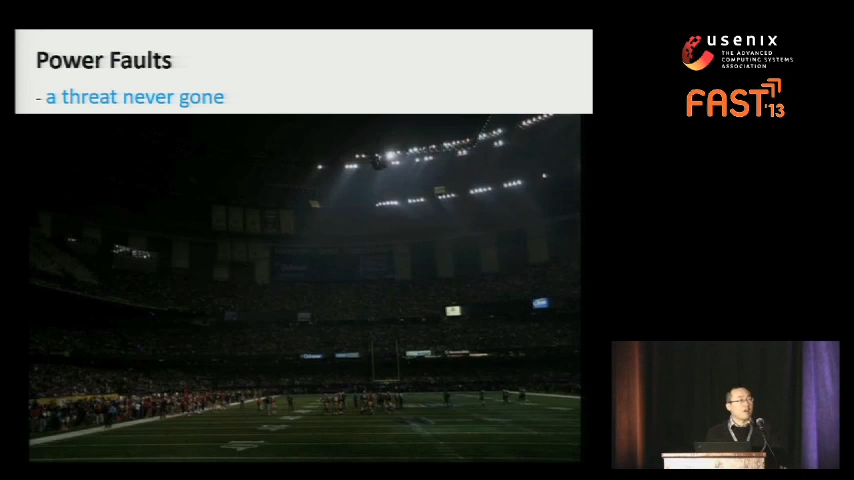 Power Faults
- a threat never gone
usenix
THE ADVANCED
COMPUTING SYSTEMS
ASSOCIATION
FAST'13